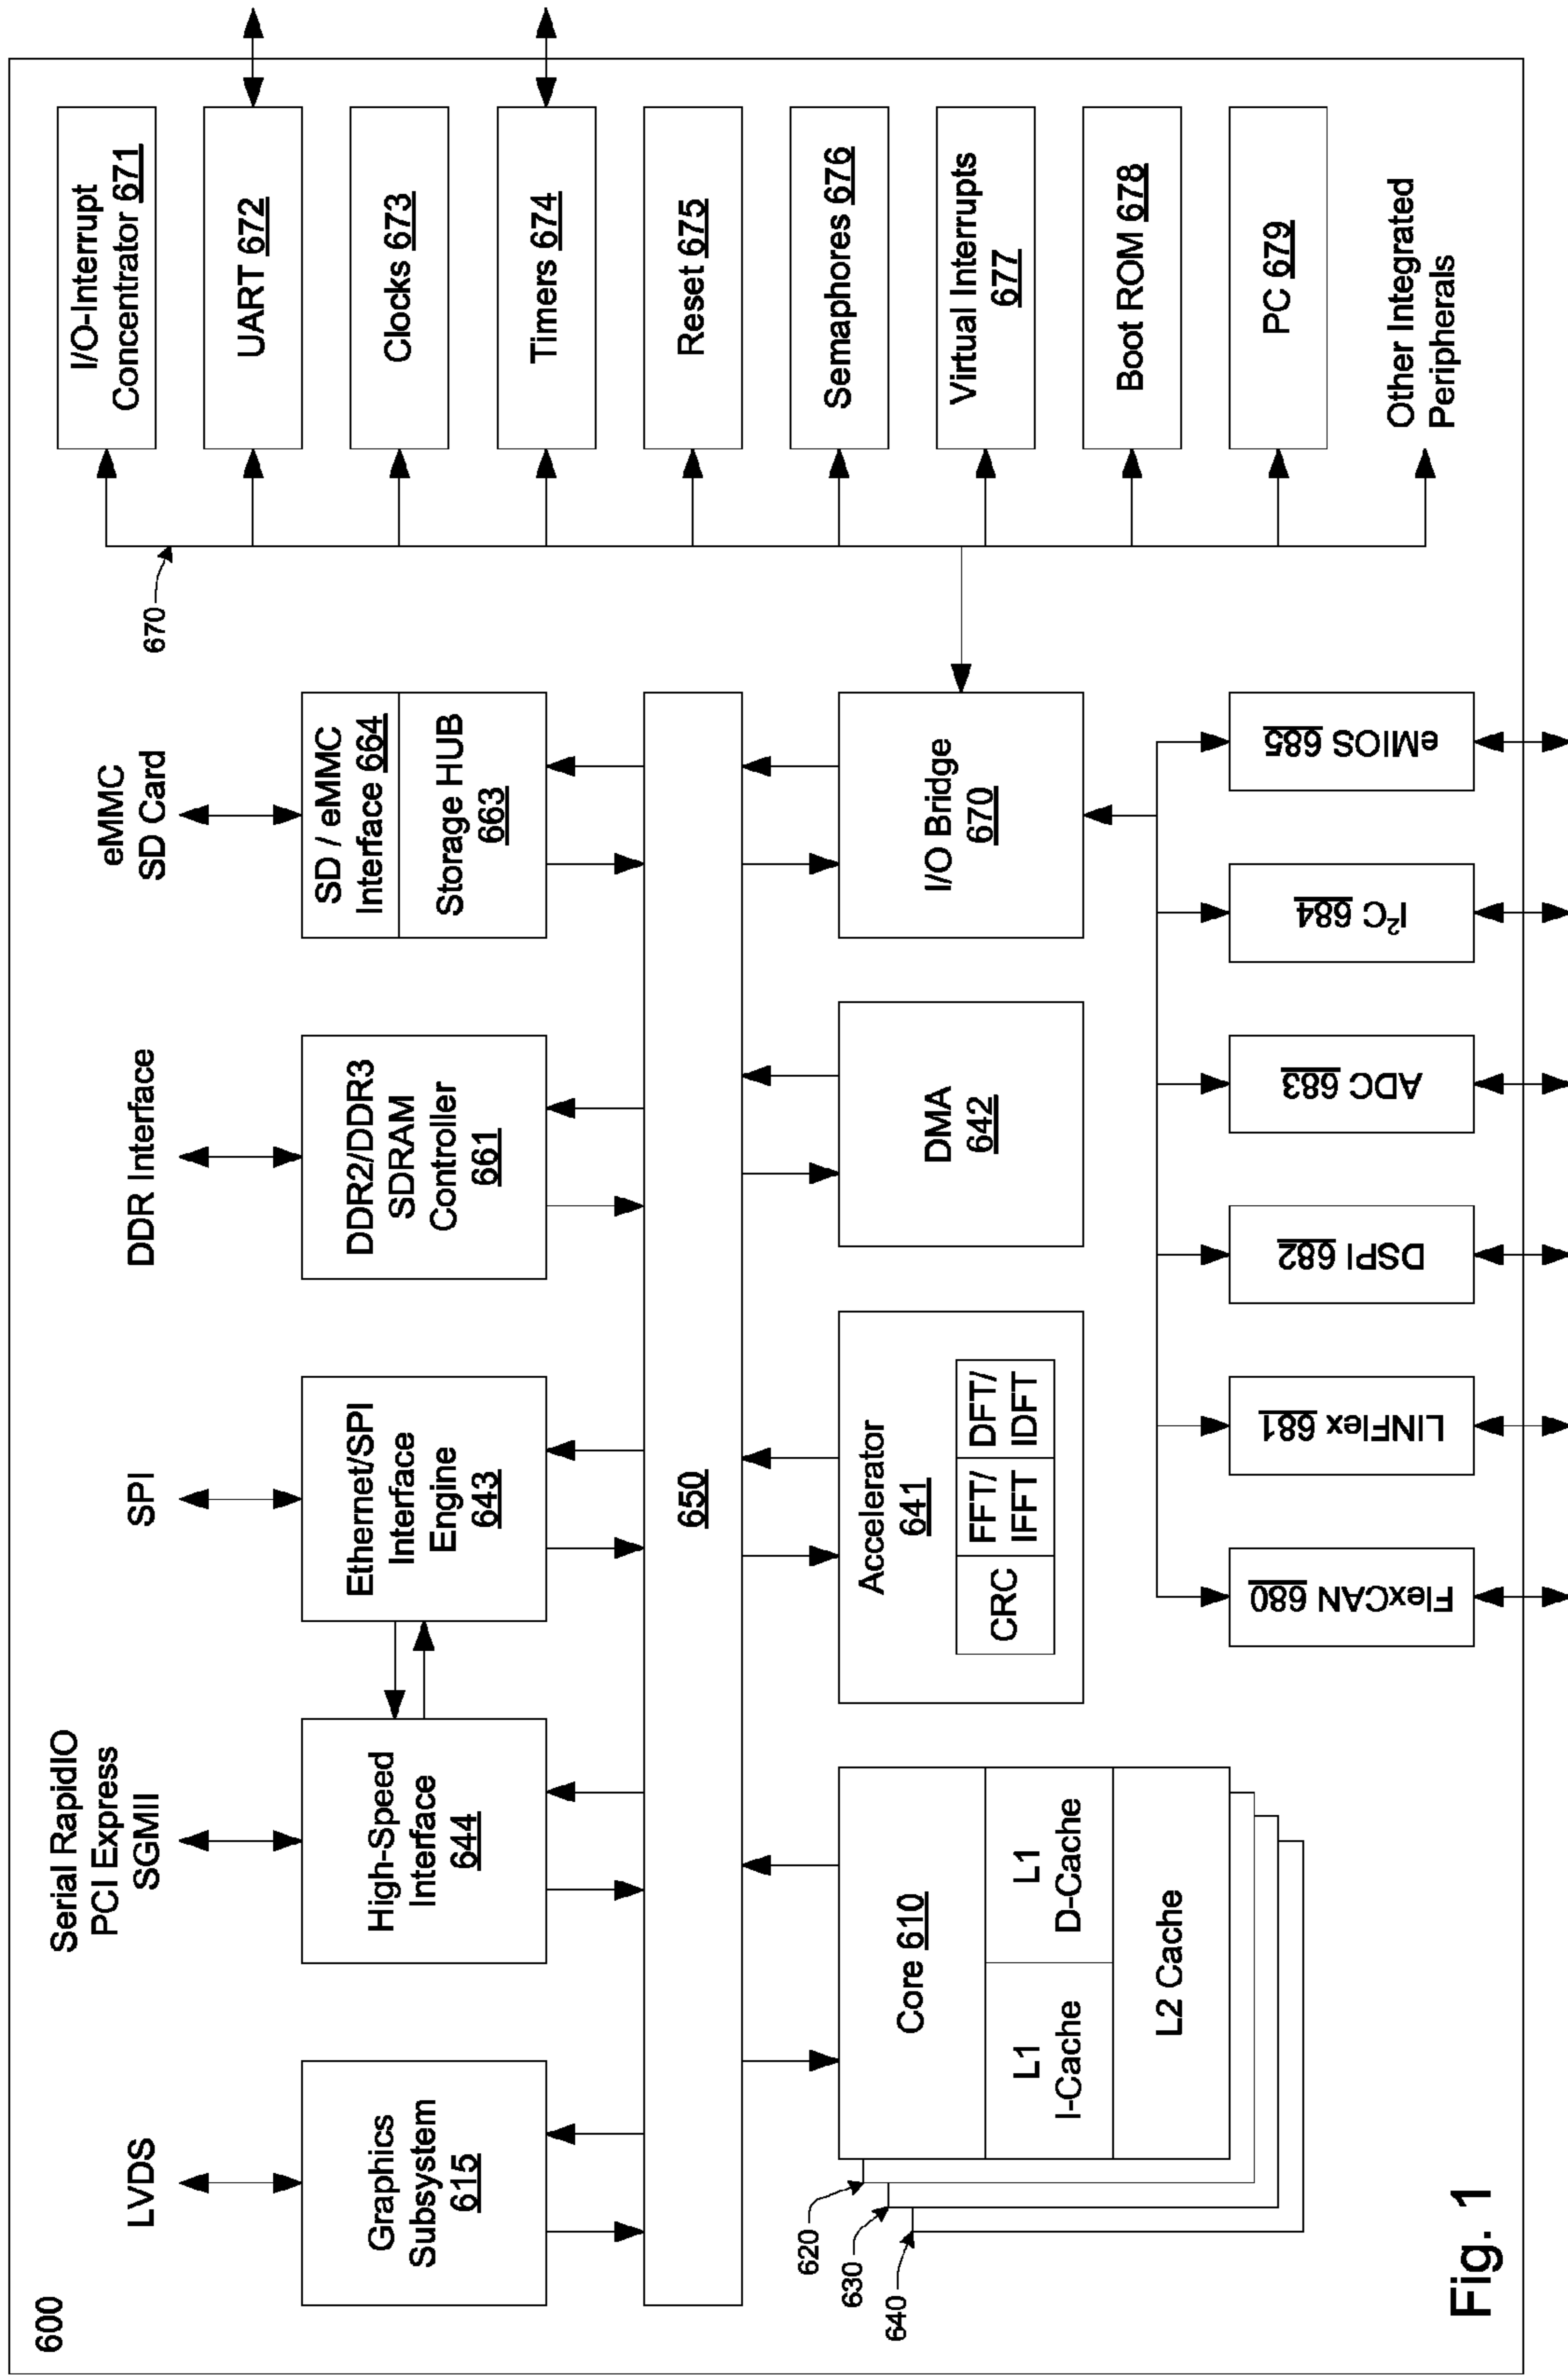 600
LVDS
Serial RapidIO
PCI Express
SGMII
SPI
DDR Interface
eMMC
SD Card
Graphics
Subsystem
615
High-Speed
Interface
644
Ethernet/SPI
Interface
Engine
643
DDR2/DDR3
SDRAM
Controller
661
SD / eMMC
Interface 664
Storage HUB
663
670
650
620
630
640
Core 610
L1
I-Cache
L1
D-Cache
L2 Cache
Accelerator
641
CRC
FFT/
IFFT
DFT/
IDFT
DMA
642
I/O Bridge
670
FlexCAN 680
LINFlex 681
DSPI 682
ADC 683
I²C 684
eMIOS 685
I/O-Interrupt
Concentrator 671
UART 672
Clocks 673
Timers 674
Reset 675
Semaphores 676
Virtual Interrupts
677
Boot ROM 678
PC 679
Other Integrated
Peripherals
Fig. 1